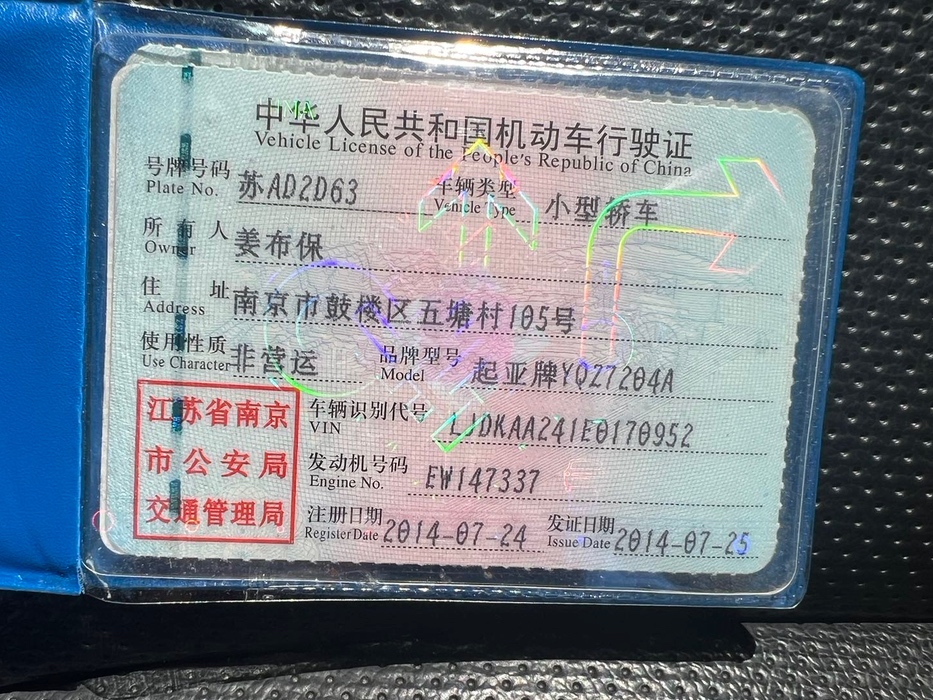 中华人民共和国机动车行驶证
Vehicle License of the People's Republic of China
号牌号码 苏AD2D63 车辆类型 小型轿车
Plate No. Vehicle Type
所有人 姜布保
Owner
住址 南京市鼓楼区五塘村105号
Address
使用性质 非营运 品牌型号 起亚牌YQZ7204A
Use Character Model
江苏省南京
市公安局
交通管理局
车辆识别代号 LJDKAA241E0170952
VIN
发动机号码 EW147337
Engine No.
注册日期 2014-07-24 发证日期 2014-07-25
Register Date Issue Date